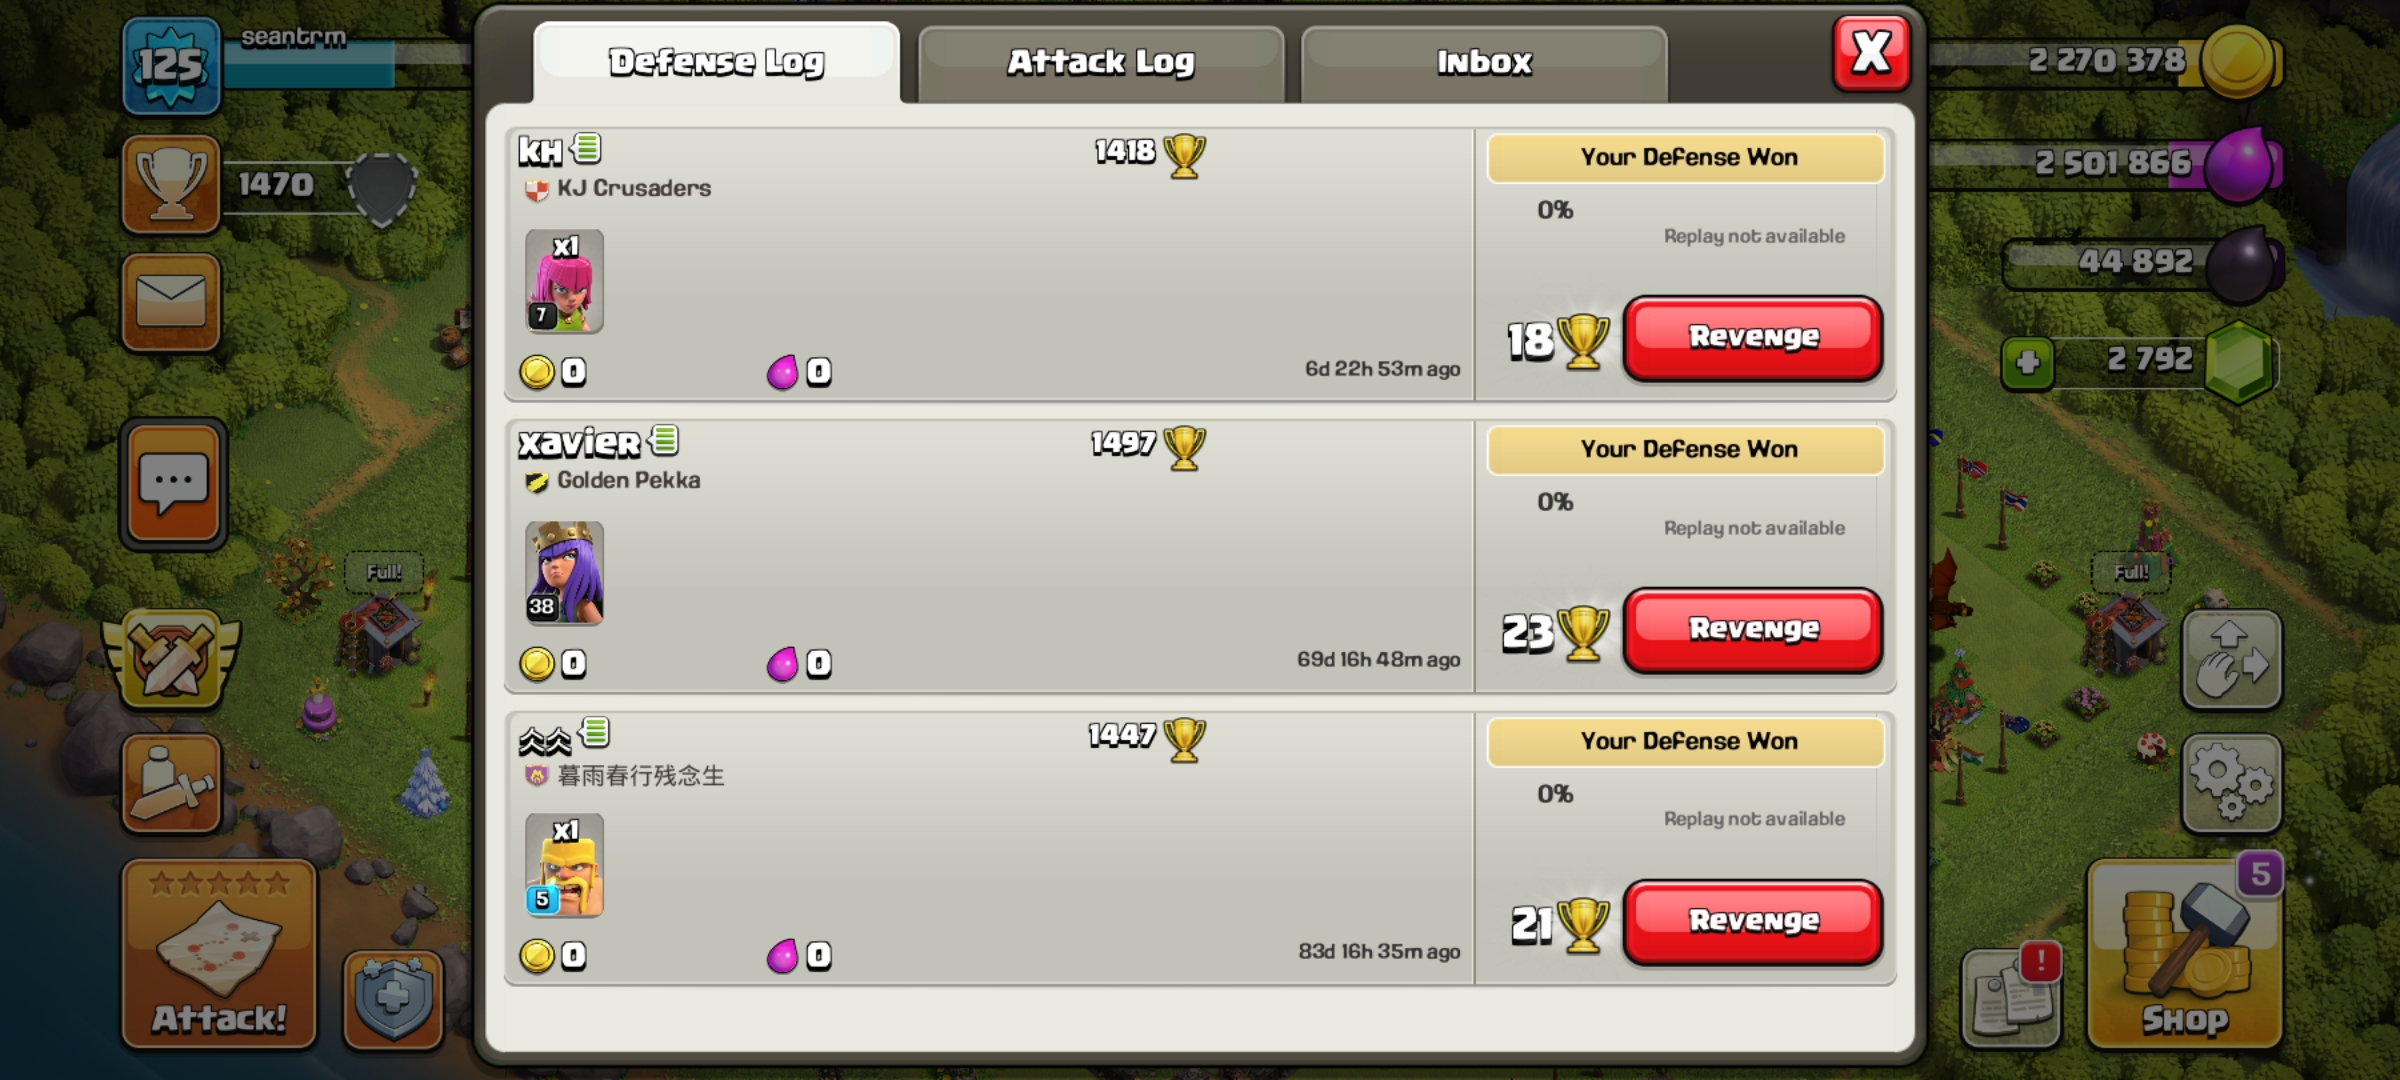 125
seantrm
1470
Full!
Attack!
Defense Log
Attack Log
Inbox
X
kH
1418
KJ Crusaders
x1
7
0
0
6d 22h 53m ago
Your Defense Won
0%
Replay not available
18
Revenge
xavier
1497
Golden Pekka
38
0
0
69d 16h 48m ago
Your Defense Won
0%
Replay not available
23
Revenge
仌仌
1447
暮雨春行残念生
x1
5
0
0
83d 16h 35m ago
Your Defense Won
0%
Replay not available
21
Revenge
2 270 378
2 501 866
44 892
2 792
Full!
5
!
Shop